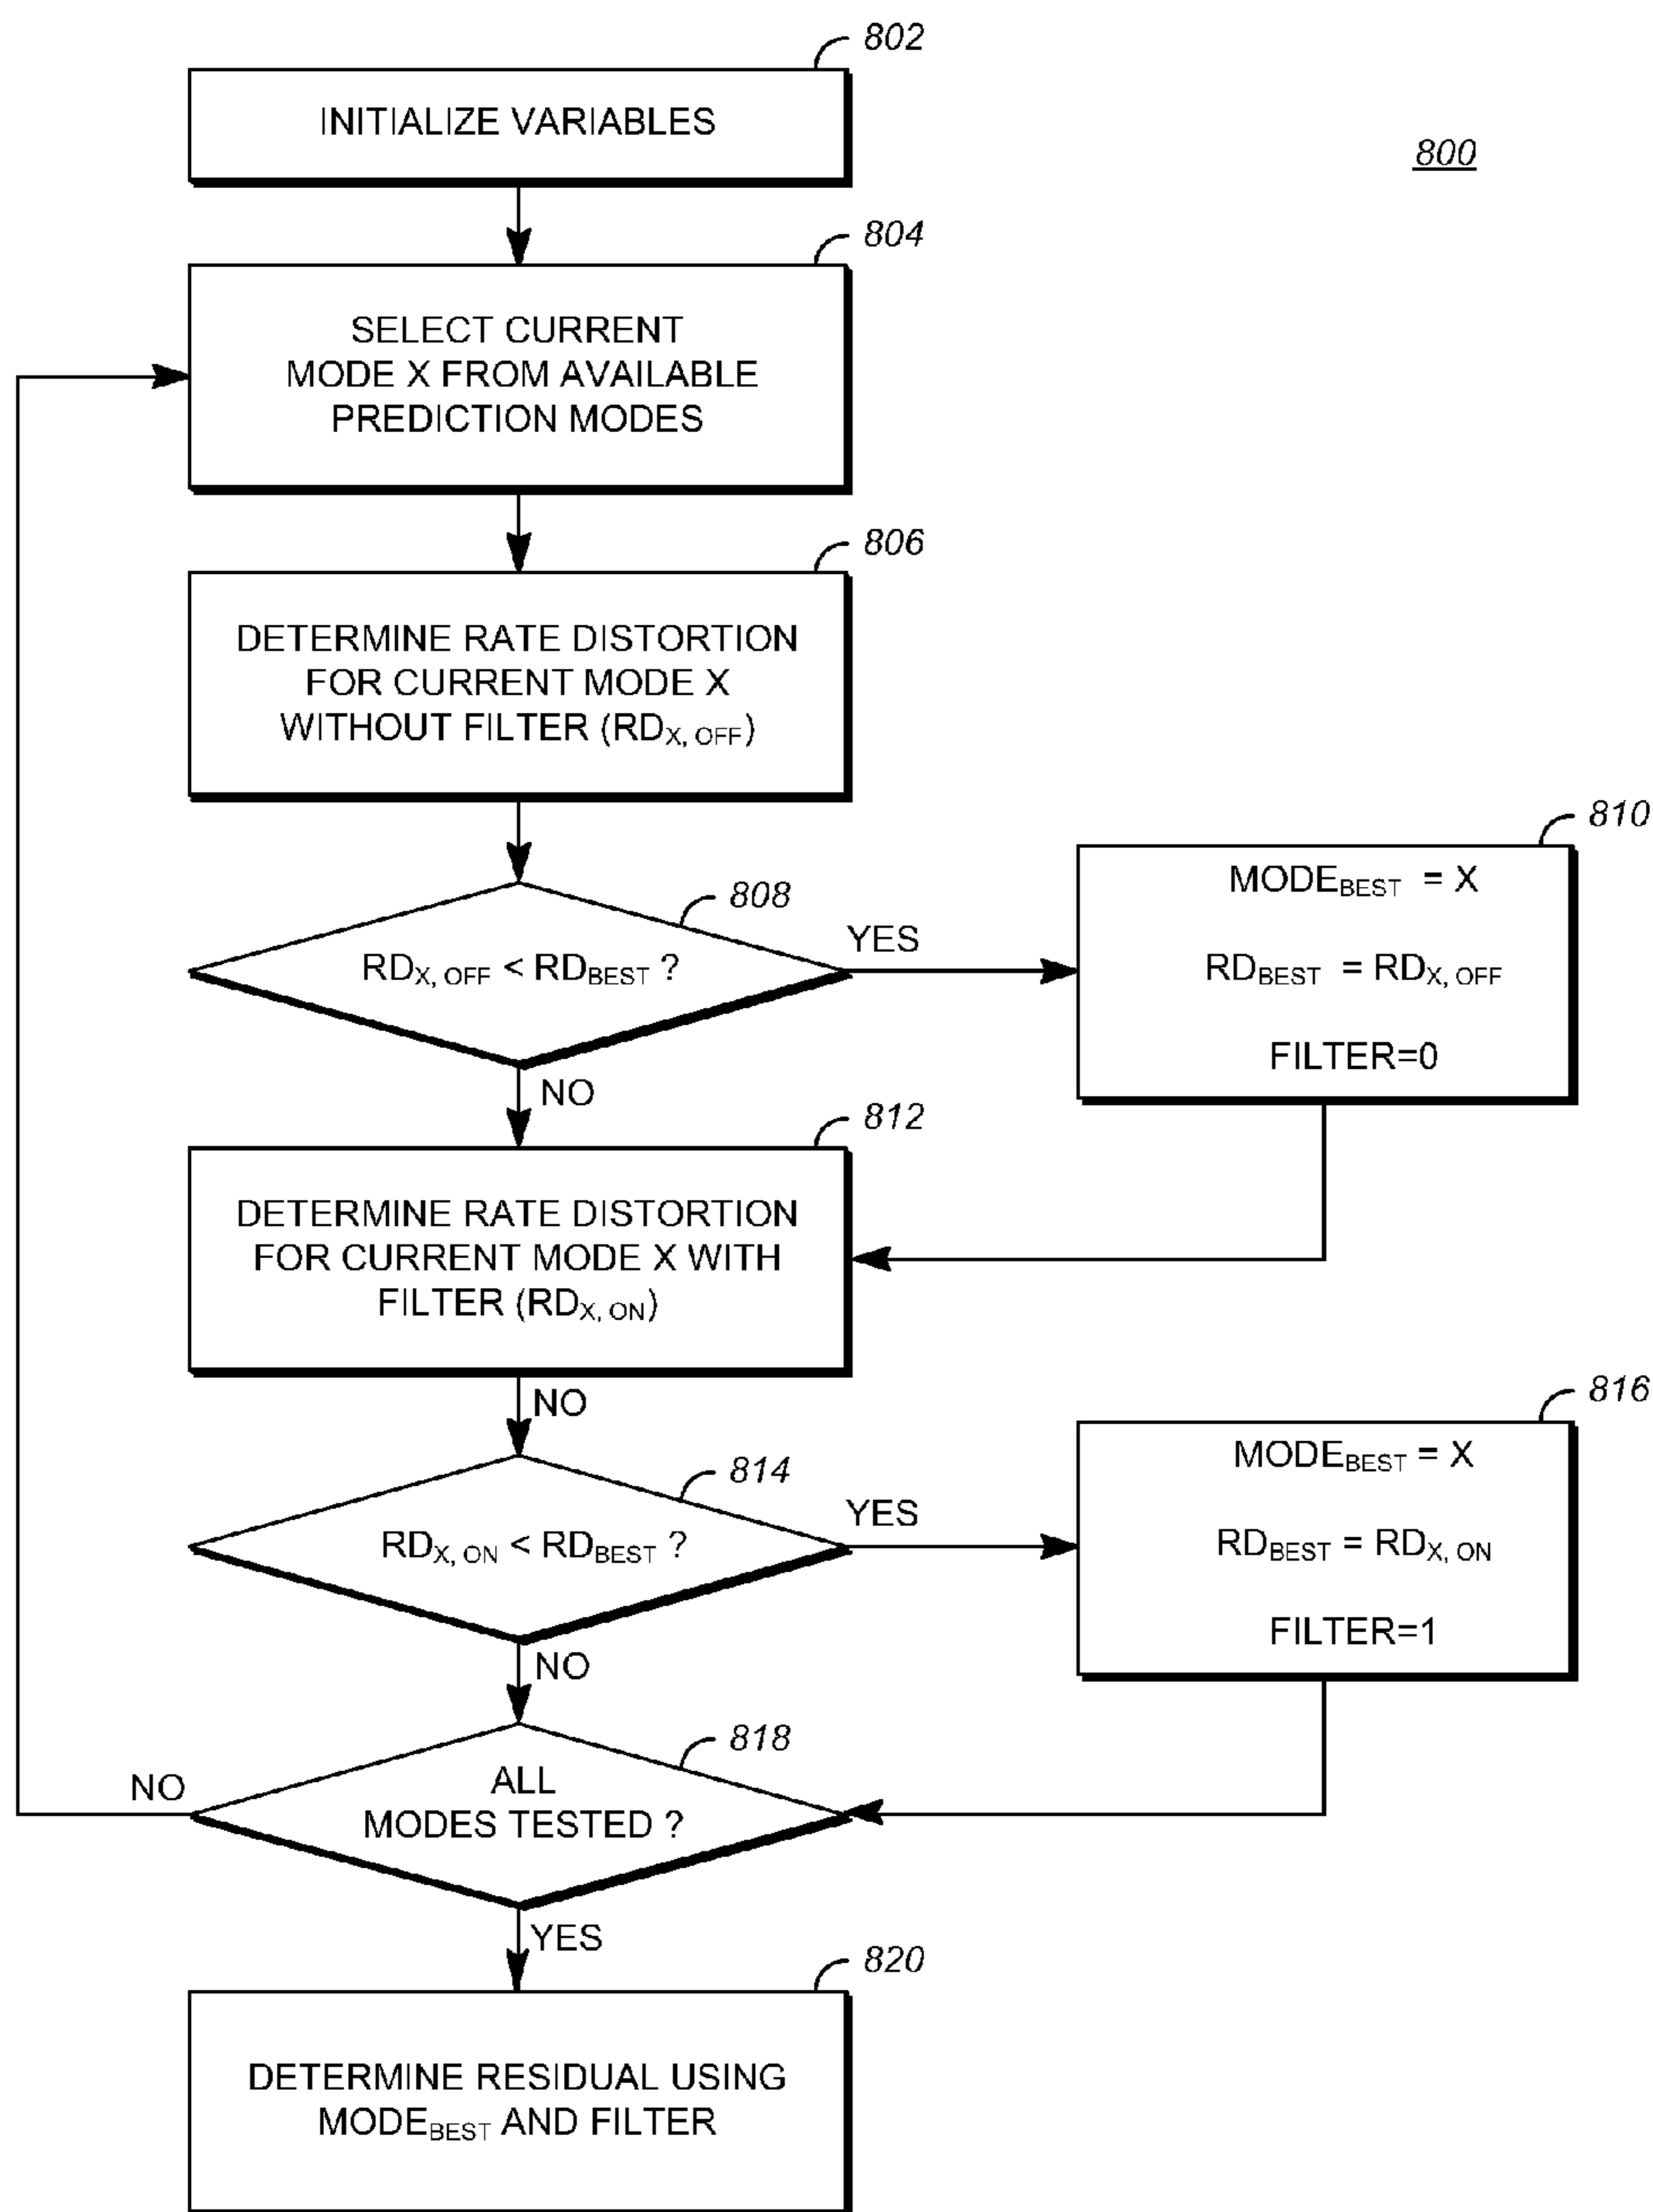 802
INITIALIZE VARIABLES
800
804
SELECT CURRENT
MODE X FROM AVAILABLE
PREDICTION MODES
806
DETERMINE RATE DISTORTION
FOR CURRENT MODE X
WITHOUT FILTER (RDX, OFF)
808
RDX, OFF < RDBEST ?
YES
NO
810
MODEBEST = X
RDBEST = RDX, OFF
FILTER=0
812
DETERMINE RATE DISTORTION
FOR CURRENT MODE X WITH
FILTER (RDX, ON)
NO
814
RDX, ON < RDBEST ?
YES
NO
816
MODEBEST = X
RDBEST = RDX, ON
FILTER=1
818
ALL
MODES TESTED ?
NO
YES
820
DETERMINE RESIDUAL USING
MODEBEST AND FILTER